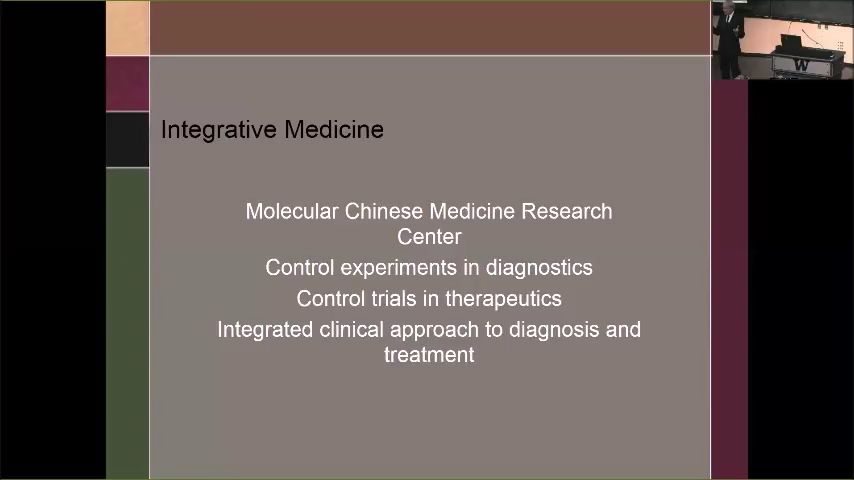 Integrative Medicine
Molecular Chinese Medicine Research
Center
Control experiments in diagnostics
Control trials in therapeutics
Integrated clinical approach to diagnosis and
treatment
W